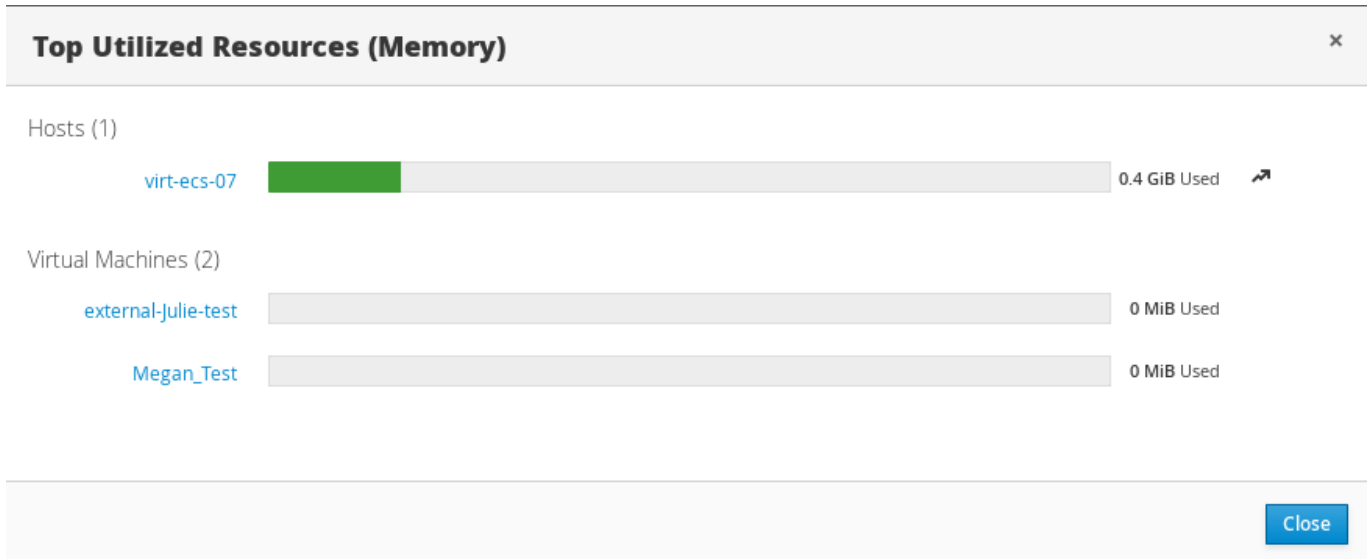 Top Utilized Resources (Memory) ×
Hosts (1)
virt-ecs-07 0.4 GiB Used
Virtual Machines (2)
external-Julie-test 0 MiB Used
Megan_Test 0 MiB Used
Close